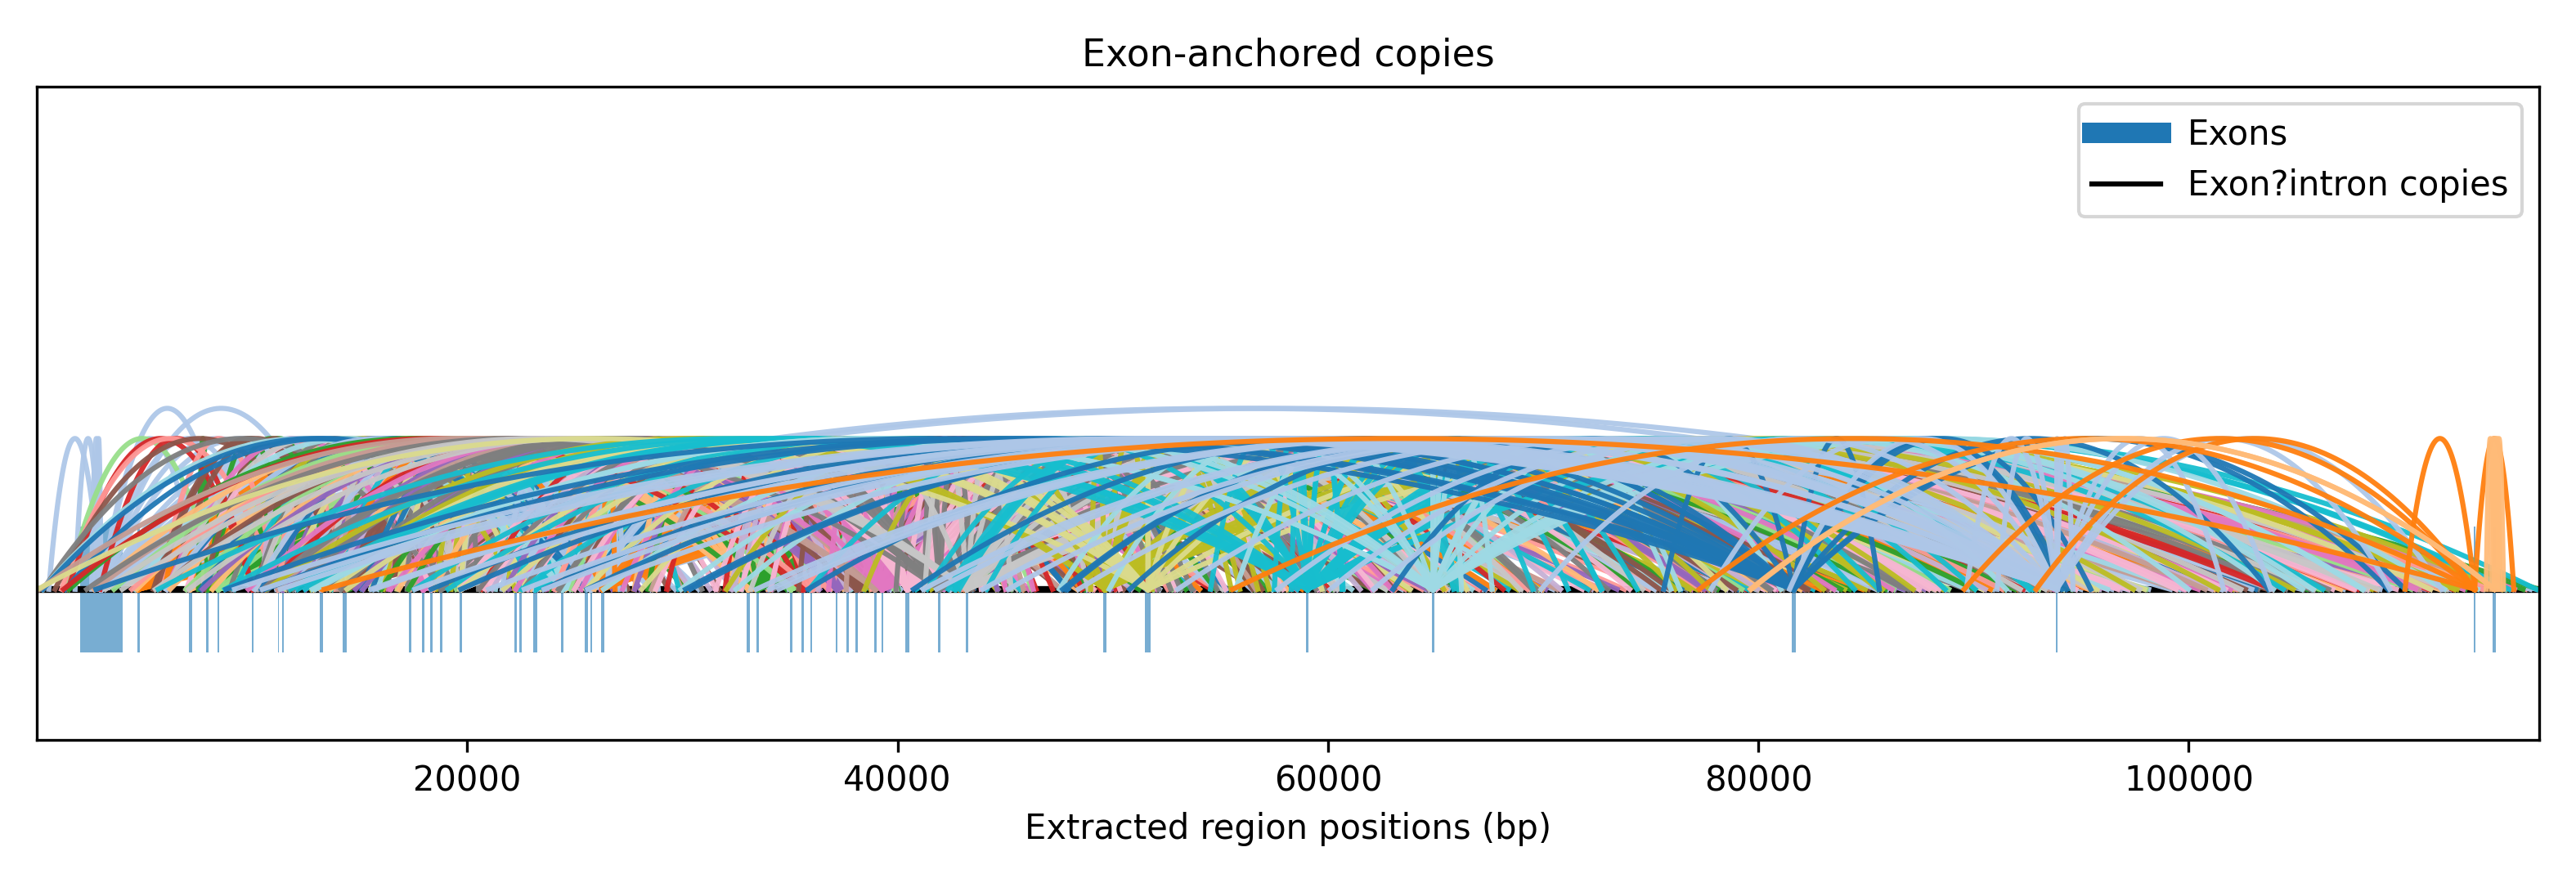 Exon-anchored copies
Exons
Exon?intron copies
20000 40000 60000 80000 100000
Extracted region positions (bp)